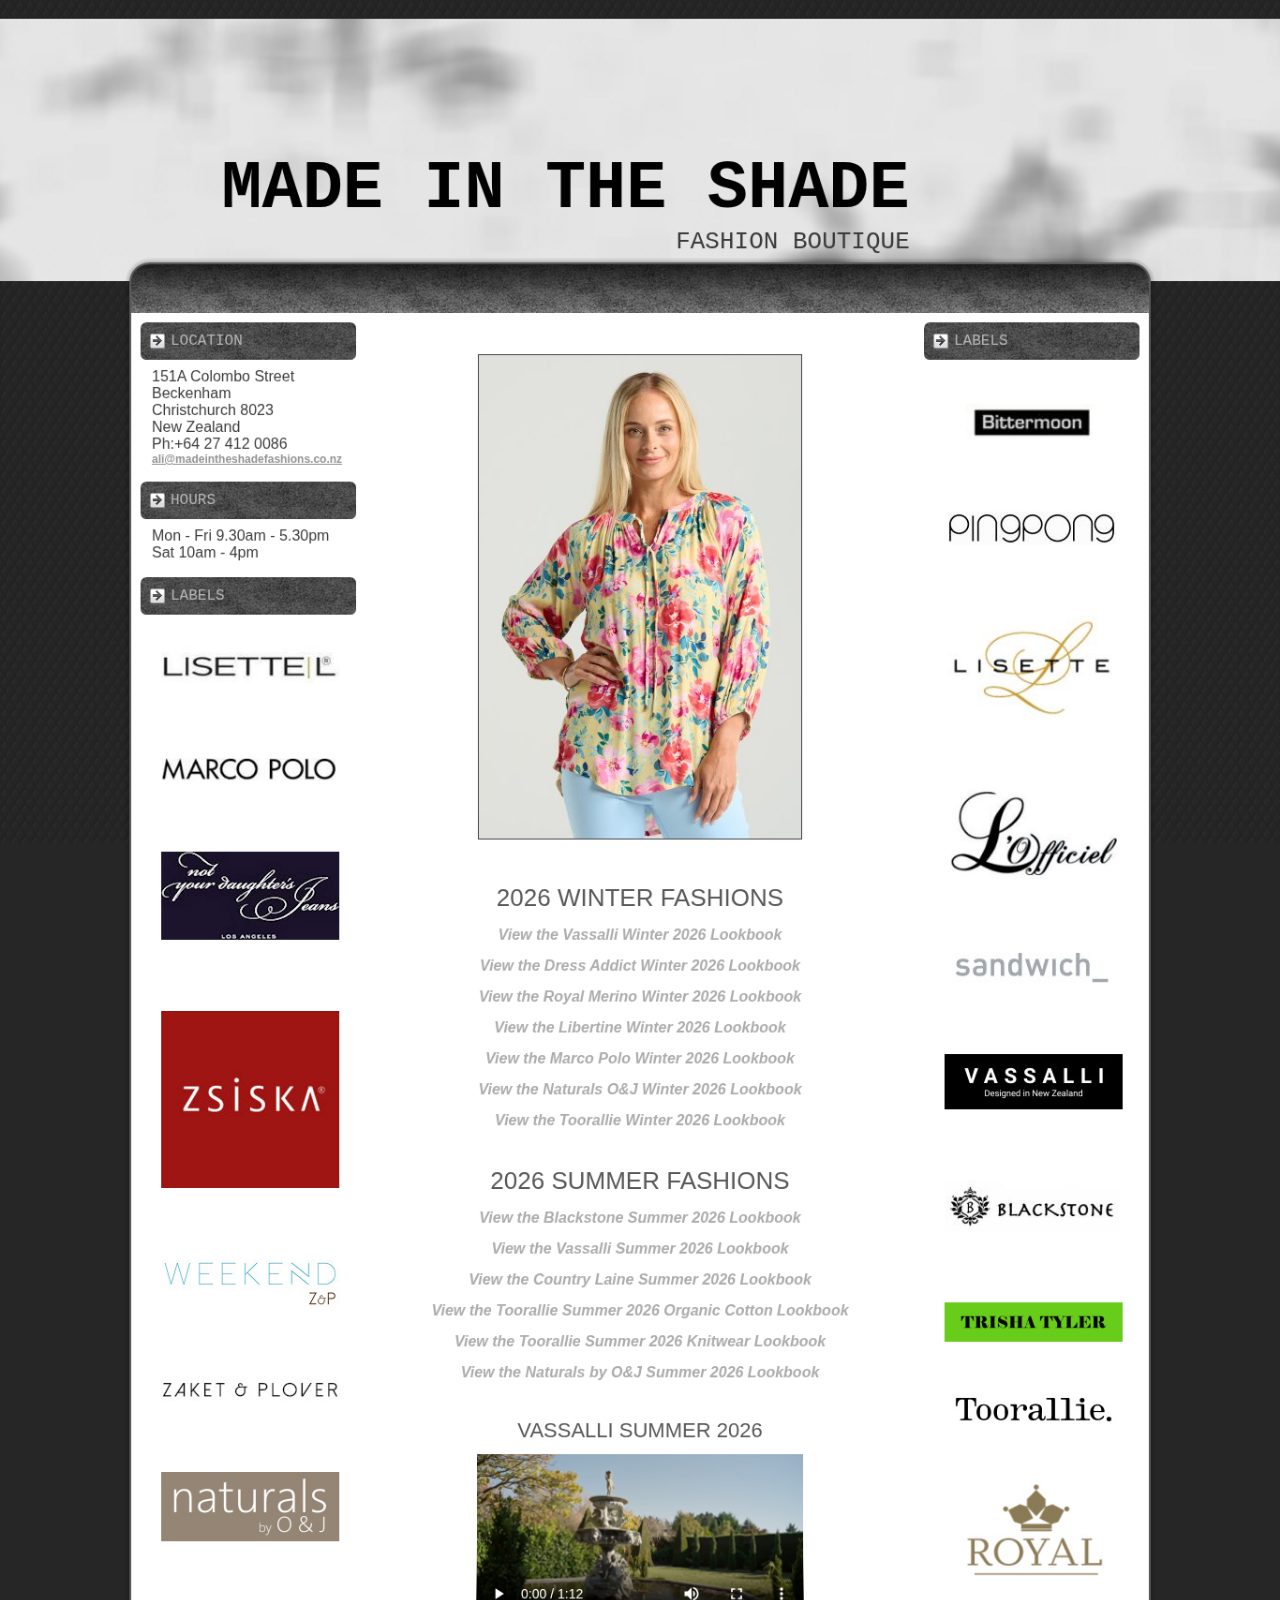 MADE IN THE SHADE
FASHION BOUTIQUE
LOCATION
151A Colombo Street
Beckenham
Christchurch 8023
New Zealand
Ph:+64 27 412 0086
ali@madeintheshadefashions.co.nz
HOURS
Mon - Fri 9.30am - 5.30pm
Sat 10am - 4pm
LABELS
LISETTE L®
MARCO POLO
not
your daughter's
Jeans
LOS ANGELES
ZSISKA®
WEEKEND
Z&P
ZAKET & PLOVER
naturals
by O & J
2026 WINTER FASHIONS
View the Vassalli Winter 2026 Lookbook
View the Dress Addict Winter 2026 Lookbook
View the Royal Merino Winter 2026 Lookbook
View the Libertine Winter 2026 Lookbook
View the Marco Polo Winter 2026 Lookbook
View the Naturals O&J Winter 2026 Lookbook
View the Toorallie Winter 2026 Lookbook
2026 SUMMER FASHIONS
View the Blackstone Summer 2026 Lookbook
View the Vassalli Summer 2026 Lookbook
View the Country Laine Summer 2026 Lookbook
View the Toorallie Summer 2026 Organic Cotton Lookbook
View the Toorallie Summer 2026 Knitwear Lookbook
View the Naturals by O&J Summer 2026 Lookbook
VASSALLI SUMMER 2026
0:00 / 1:12
LABELS
Bittermoon
PINGPONG
L
LISETTE
L'Officiel
sandwich_
VASSALLI
Designed in New Zealand
B BLACKSTONE
TRISHA TYLER
Toorallie.
ROYAL